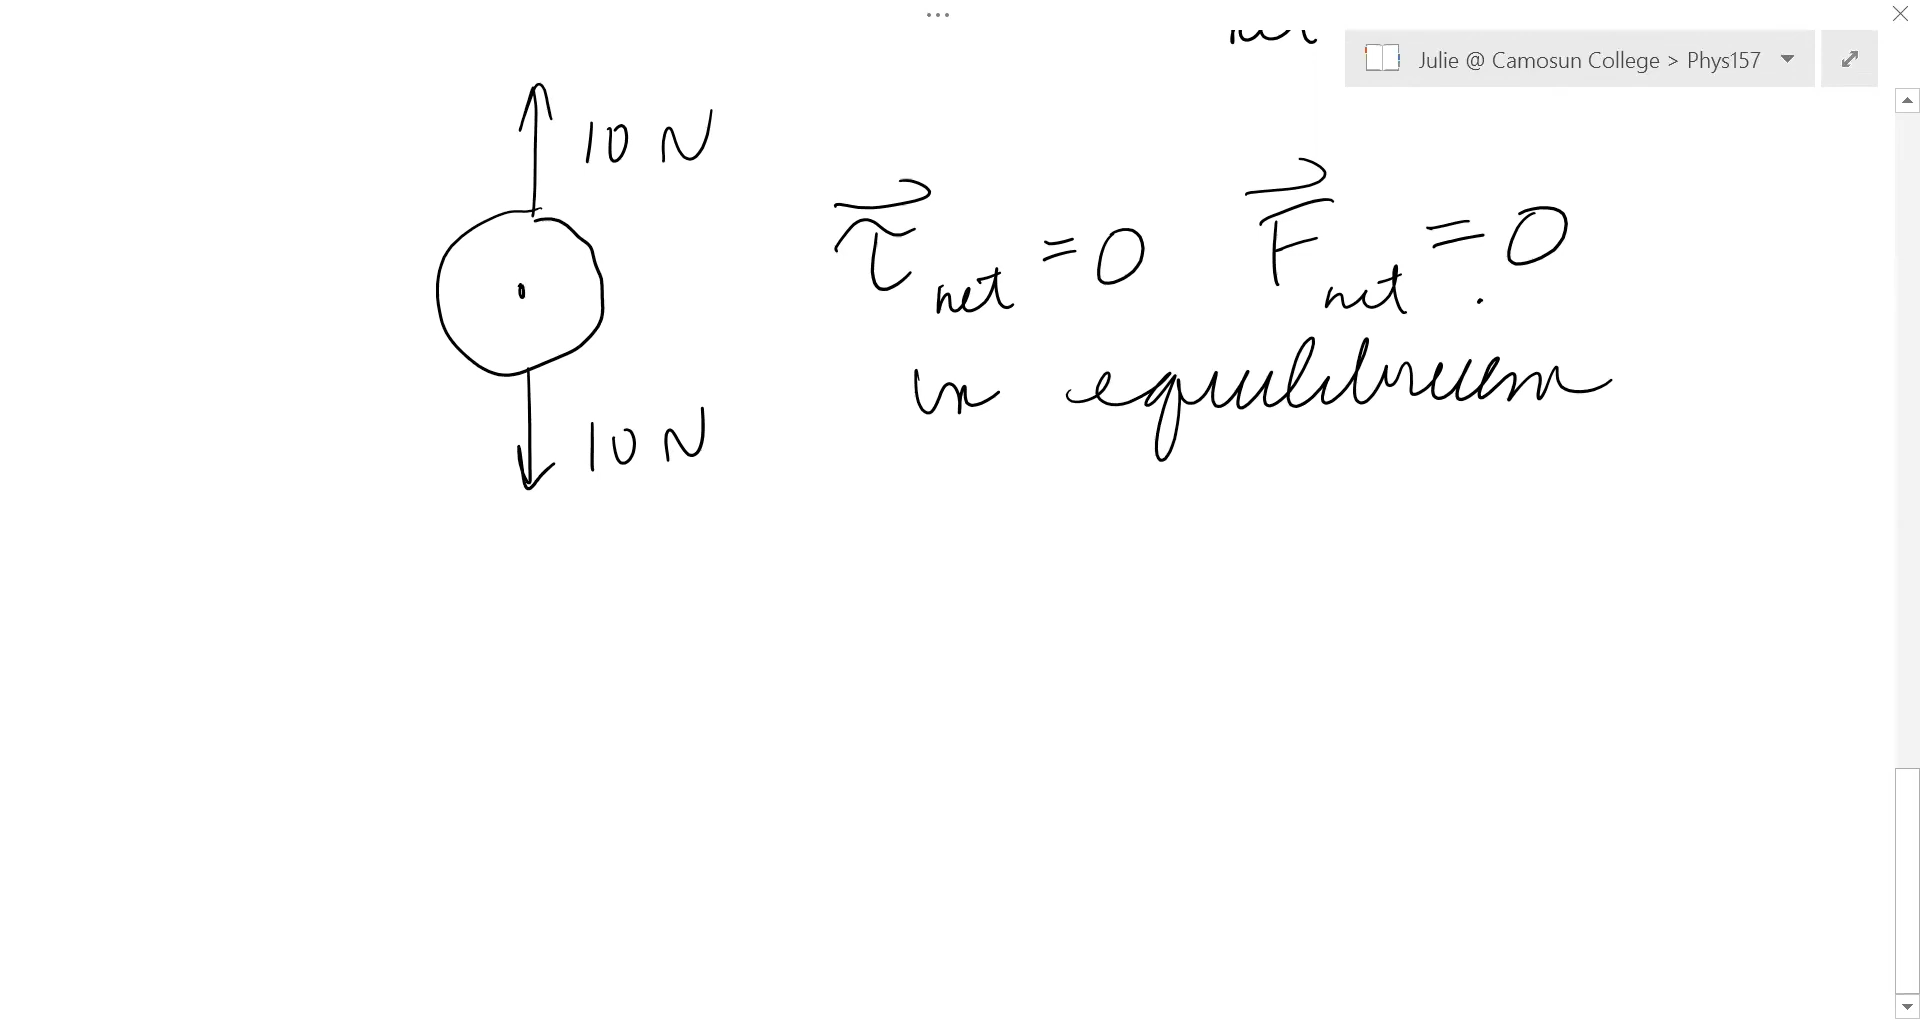 Julie @ Camosun College > Phys157
10 N
τ⃗ net = 0 F⃗ net = 0
in equilibrium
10 N